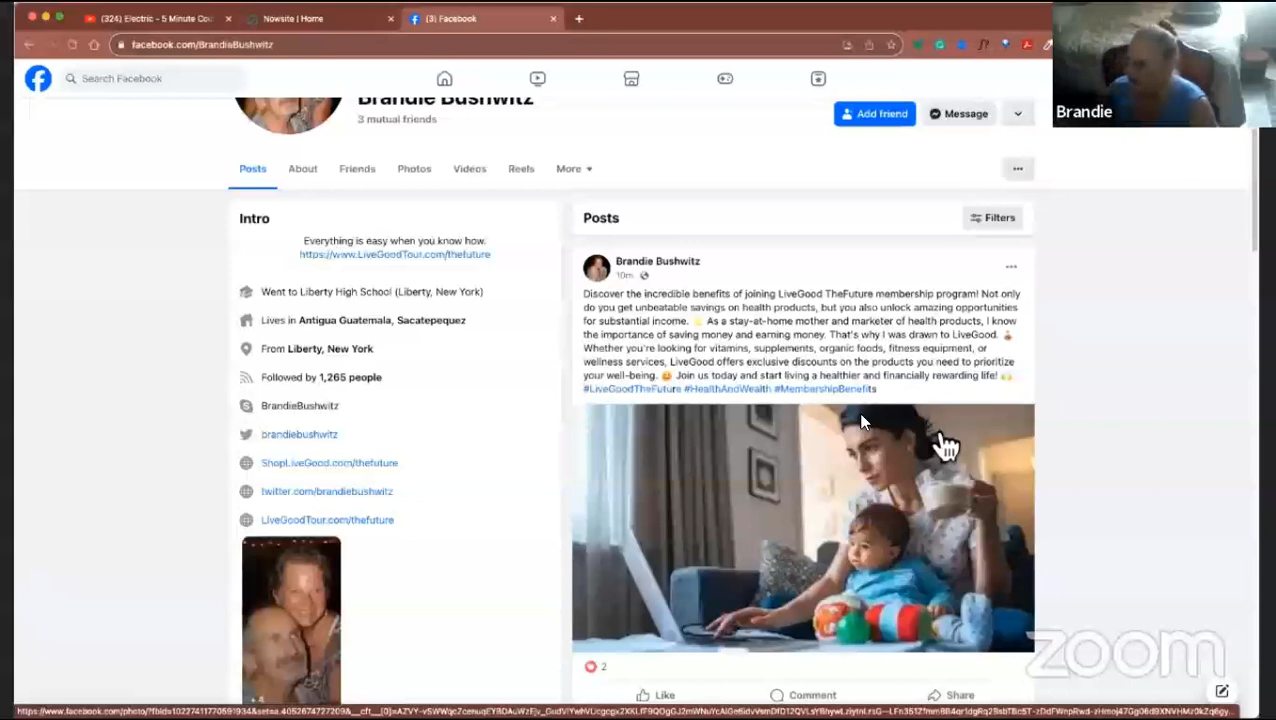 (324) Electric - 5 Minute Cou
Nowsite | Home
(3) Facebook
facebook.com/BrandieBushwitz
Search Facebook
Brandie
Brandie Bushwitz
3 mutual friends
Add friend
Message
Posts
About
Friends
Photos
Videos
Reels
More
Intro
Everything is easy when you know how.
https://www.LiveGoodTour.com/thefuture
Went to Liberty High School (Liberty, New York)
Lives in Antigua Guatemala, Sacatepequez
From Liberty, New York
Followed by 1,265 people
BrandieBushwitz
brandiebushwitz
ShopLiveGood.com/thefuture
twitter.com/brandiebushwitz
LiveGoodTour.com/thefuture
+4
Posts
Filters
Brandie Bushwitz
10m
Discover the incredible benefits of joining LiveGood TheFuture membership program! Not only
do you get unbeatable savings on health products, but you also unlock amazing opportunities
for substantial income. As a stay-at-home mother and marketer of health products, I know
the importance of saving money and earning money. That's why I was drawn to LiveGood.
Whether you're looking for vitamins, supplements, organic foods, fitness equipment, or
wellness services, LiveGood offers exclusive discounts on the products you need to prioritize
your well-being. Join us today and start living a healthier and financially rewarding life!
#LiveGoodTheFuture #HealthAndWealth #MembershipBenefits
2
Like
Comment
Share
zoom